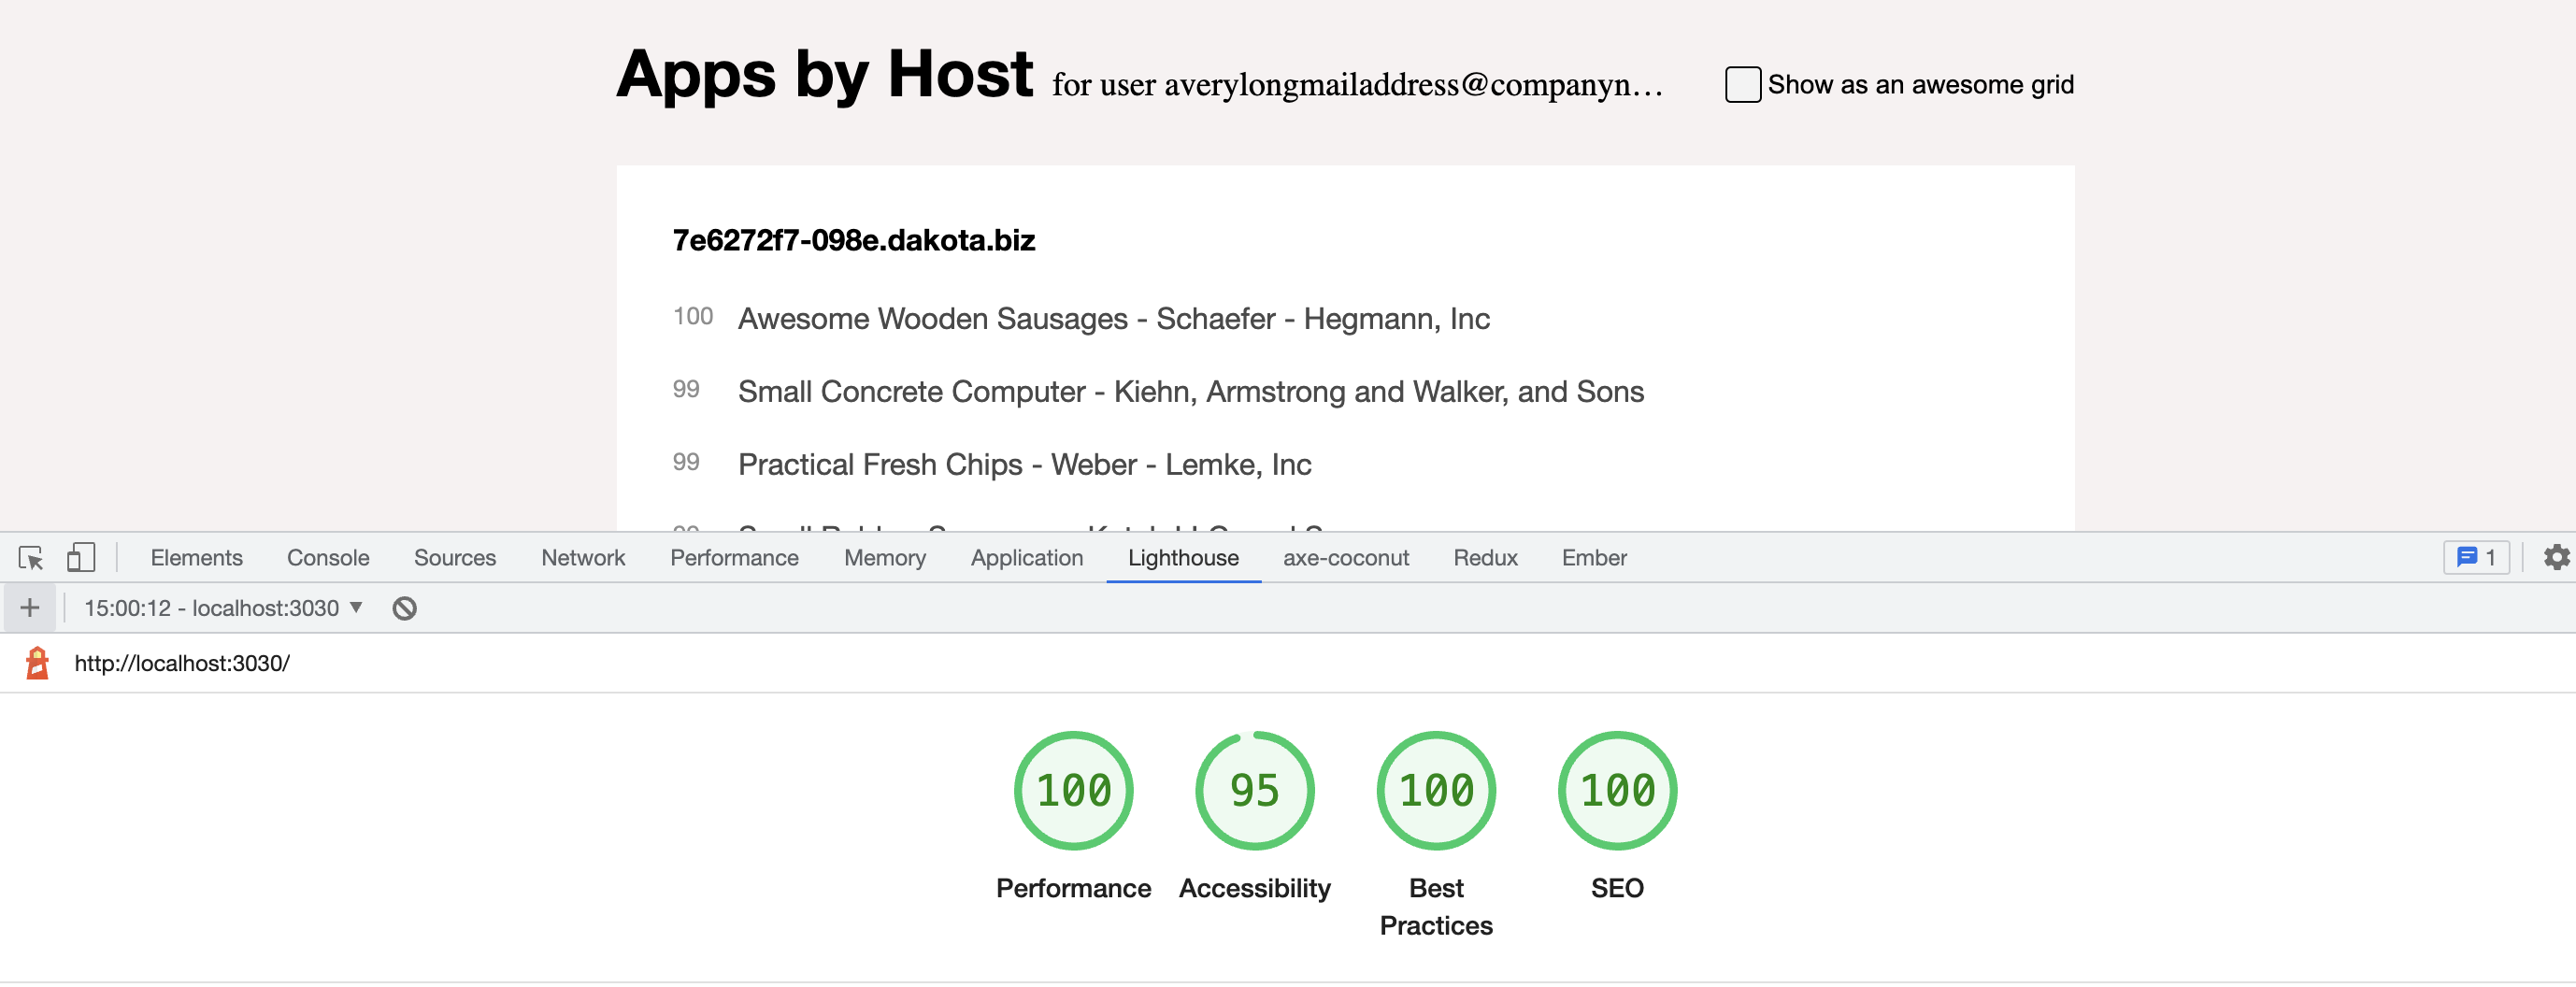 Apps by Host for user averylongmailaddress@companyn… Show as an awesome grid
7e6272f7-098e.dakota.biz
100 Awesome Wooden Sausages - Schaefer - Hegmann, Inc
99 Small Concrete Computer - Kiehn, Armstrong and Walker, and Sons
99 Practical Fresh Chips - Weber - Lemke, Inc
Elements Console Sources Network Performance Memory Application Lighthouse axe-coconut Redux Ember 1
15:00:12 - localhost:3030
http://localhost:3030/
100 95 100 100
Performance Accessibility Best SEO
Practices